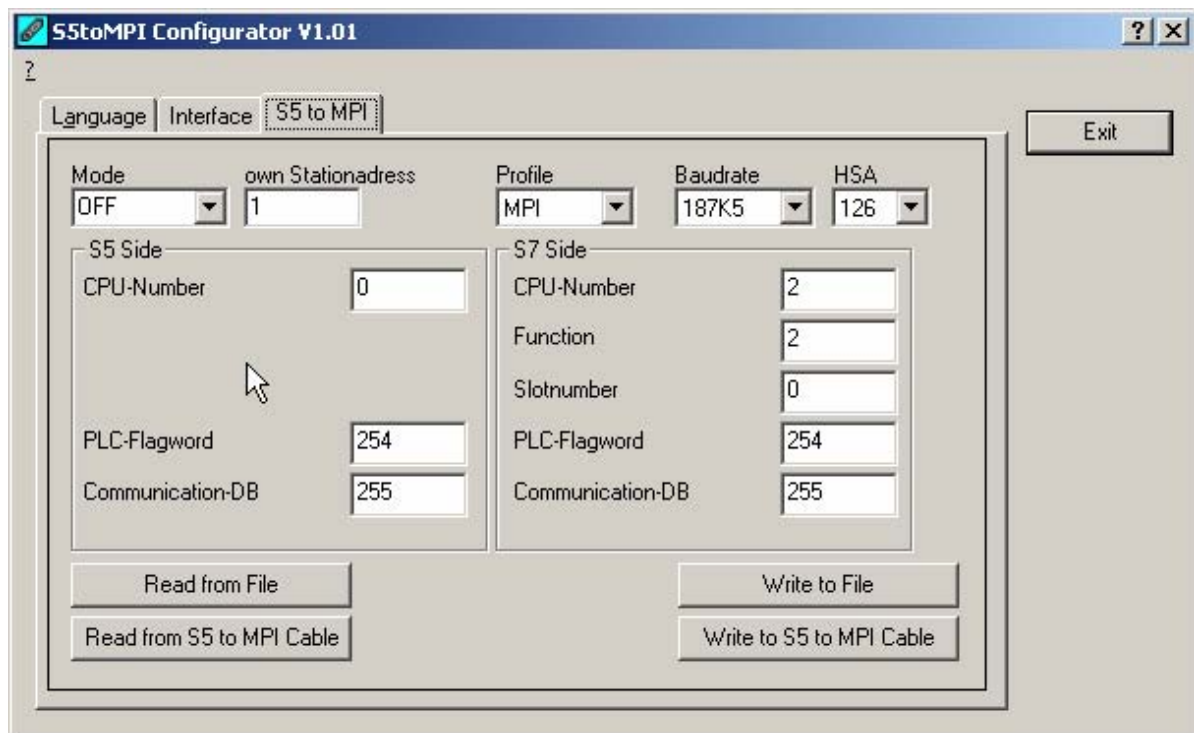 S5toMPI Configurator V1.01
?
Language Interface S5 to MPI
Exit
Mode own Stationadress Profile Baudrate HSA
OFF 1 MPI 187K5 126
S5 Side S7 Side
CPU-Number 0 CPU-Number 2
Function 2
Slotnumber 0
PLC-Flagword 254 PLC-Flagword 254
Communication-DB 255 Communication-DB 255
Read from File Write to File
Read from S5 to MPI Cable Write to S5 to MPI Cable